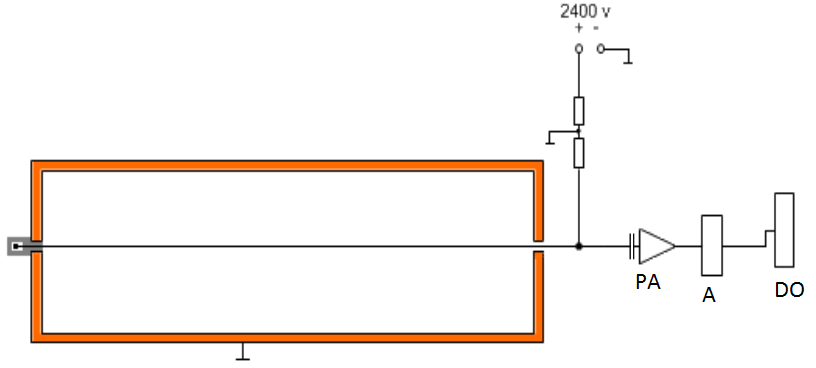 2400 v
+ -
PA
A
DO